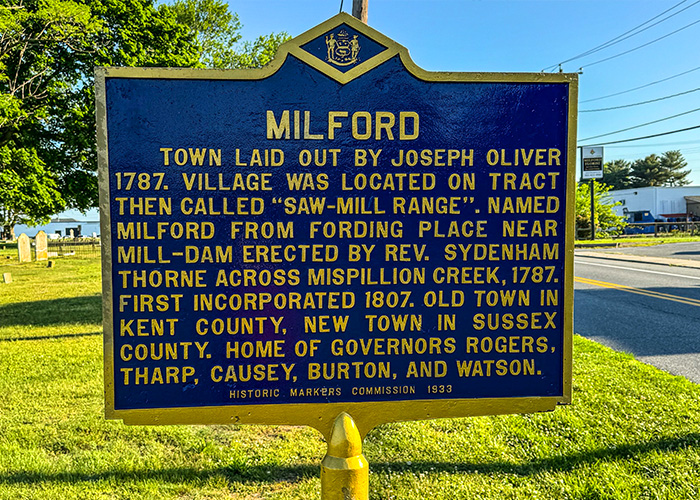 MILFORD
TOWN LAID OUT BY JOSEPH OLIVER
1787. VILLAGE WAS LOCATED ON TRACT
THEN CALLED “SAW-MILL RANGE”. NAMED
MILFORD FROM FORDING PLACE NEAR
MILL-DAM ERECTED BY REV. SYDENHAM
THORNE ACROSS MISPILLION CREEK, 1787.
FIRST INCORPORATED 1807. OLD TOWN IN
KENT COUNTY, NEW TOWN IN SUSSEX
COUNTY. HOME OF GOVERNORS ROGERS,
THARP, CAUSEY, BURTON, AND WATSON.
HISTORIC MARKERS COMMISSION 1933